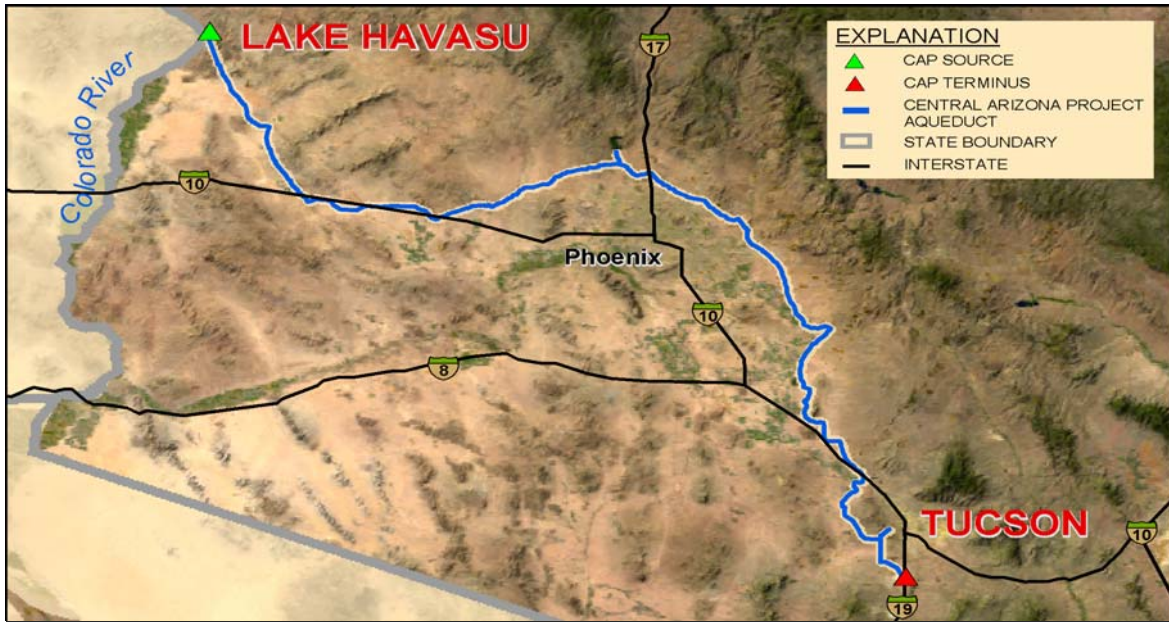 LAKE HAVASU
17
EXPLANATION
CAP SOURCE
CAP TERMINUS
CENTRAL ARIZONA PROJECT
AQUEDUCT
STATE BOUNDARY
INTERSTATE
Colorado River
10
Phoenix
10
8
TUCSON
10
19